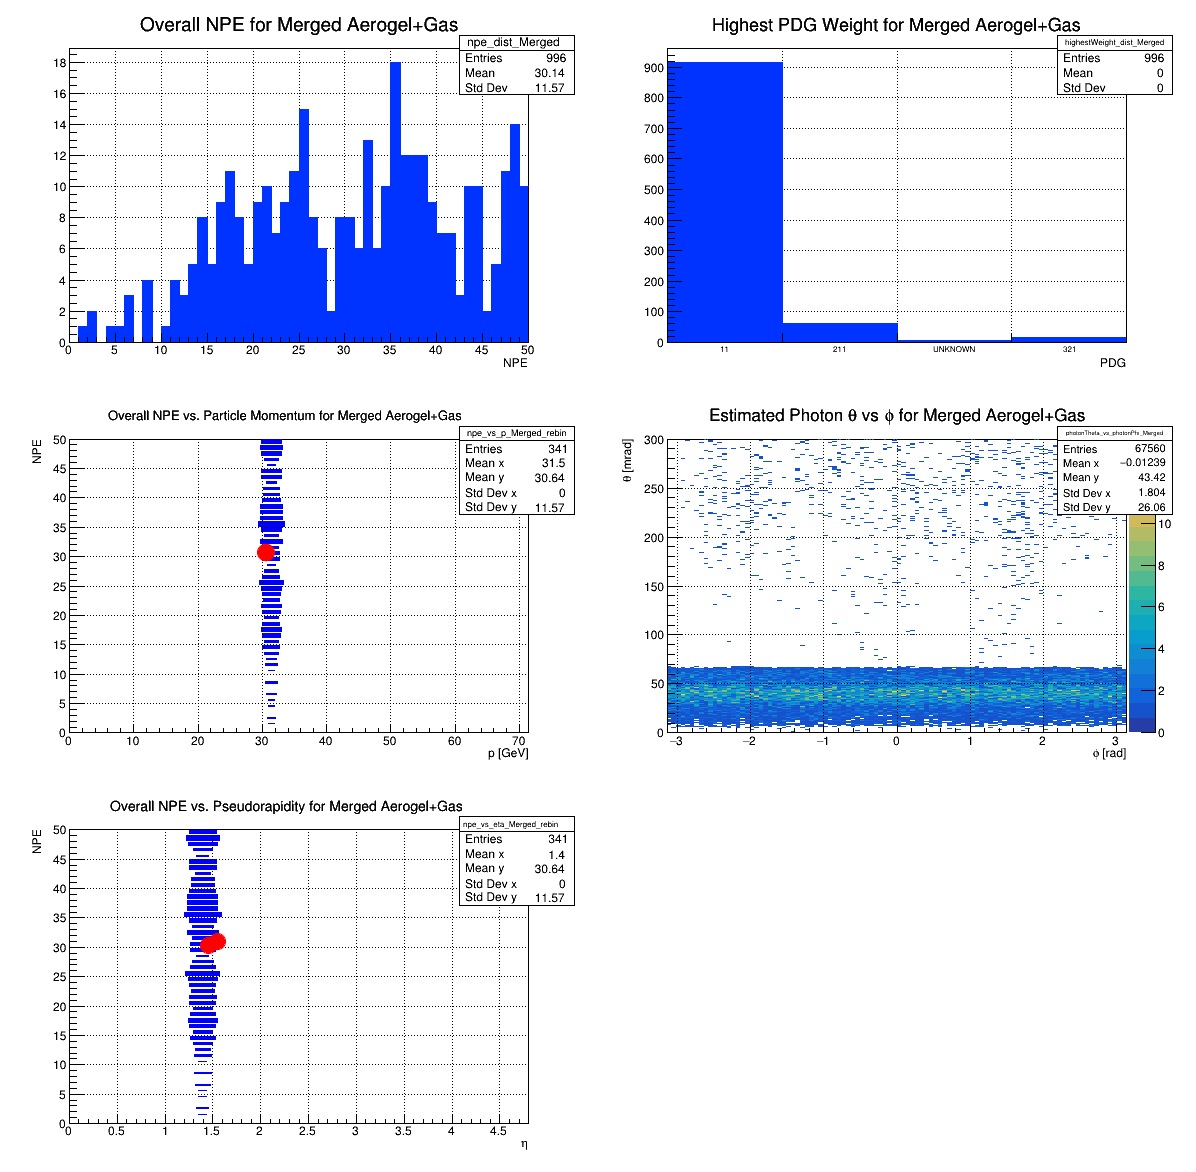 Overall NPE for Merged Aerogel+Gas
npe_dist_Merged
Entries 996
Mean 30.14
Std Dev 11.57
18
16
14
12
10
8
6
4
2
0
0 5 10 15 20 25 30 35 40 45 50
NPE
Highest PDG Weight for Merged Aerogel+Gas
highestWeight_dist_Merged
Entries 996
Mean 0
Std Dev 0
900
800
700
600
500
400
300
200
100
0
11 211 UNKNOWN 321
PDG
Overall NPE vs. Particle Momentum for Merged Aerogel+Gas
npe_vs_p_Merged_rebin
Entries 341
Mean x 31.5
Mean y 30.64
Std Dev x 0
Std Dev y 11.57
NPE
50
45
40
35
30
25
20
15
10
5
0
0 10 20 30 40 50 60 70
p [GeV]
Estimated Photon θ vs ϕ for Merged Aerogel+Gas
photonTheta_vs_photonPhi_Merged
Entries 67560
Mean x −0.01239
Mean y 43.42
Std Dev x 1.804
Std Dev y 26.06
θ [mrad]
300
250
200
150
100
50
0
−3 −2 −1 0 1 2 3
ϕ [rad]
10
8
6
4
2
0
Overall NPE vs. Pseudorapidity for Merged Aerogel+Gas
npe_vs_eta_Merged_rebin
Entries 341
Mean x 1.4
Mean y 30.64
Std Dev x 0
Std Dev y 11.57
NPE
50
45
40
35
30
25
20
15
10
5
0
0 0.5 1 1.5 2 2.5 3 3.5 4 4.5
η